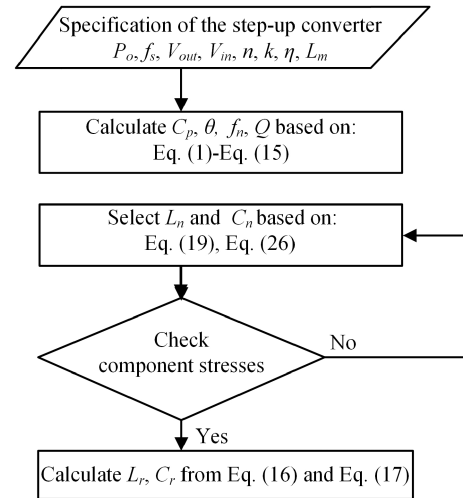 Specification of the step-up converter
Pₒ, fₛ, Vₒᵤₜ, Vᵢₙ, n, k, η, Lₘ
Calculate Cₚ, θ, fₙ, Q based on:
Eq. (1)-Eq. (15)
Select Lₙ and Cₙ based on:
Eq. (19), Eq. (26)
Check
component stresses
No
Yes
Calculate Lᵣ, Cᵣ from Eq. (16) and Eq. (17)